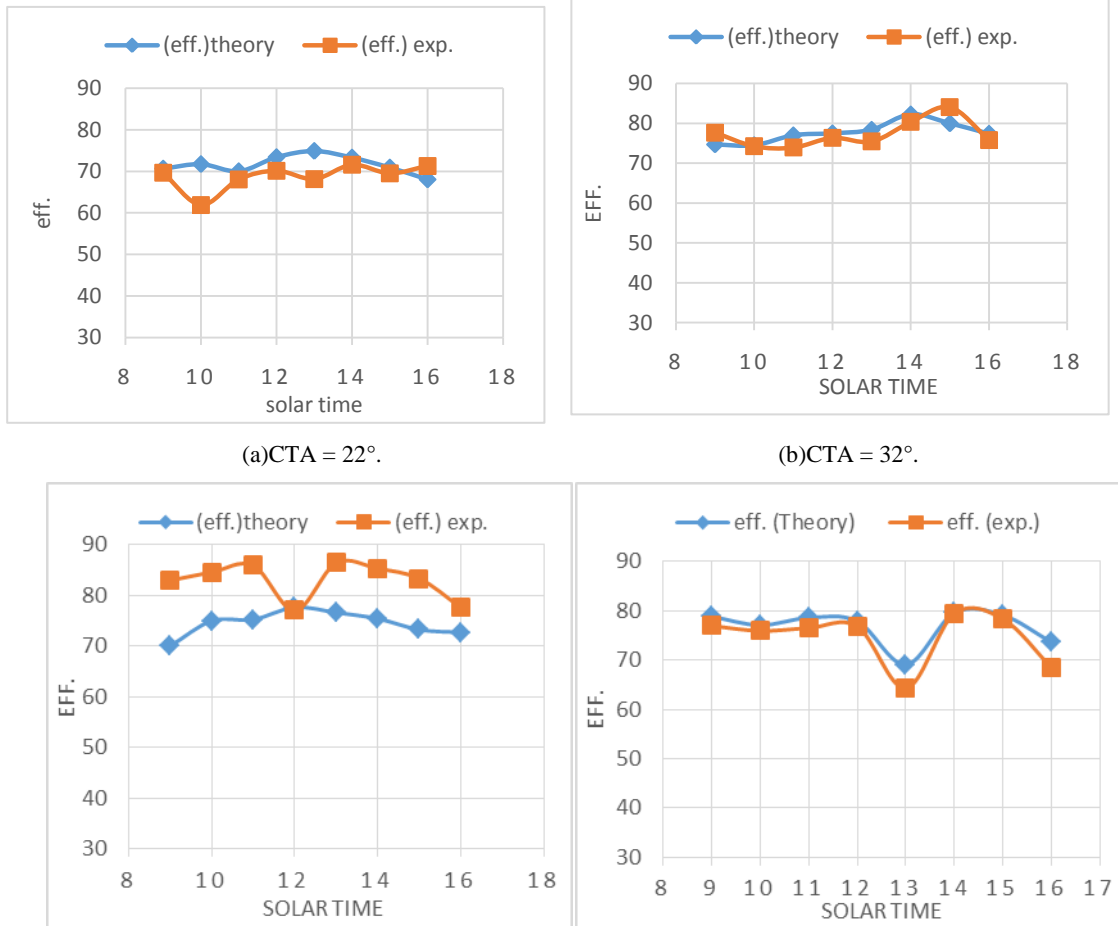 (eff.)theory (eff.) exp.
90
80
70
60
50
40
30
eff.
8 10 12 14 16 18
solar time
(a)CTA = 22°.
(eff.)theory (eff.) exp.
90
80
70
60
50
40
30
EFF.
8 10 12 14 16 18
SOLAR TIME
(b)CTA = 32°.
(eff.)theory (eff.) exp.
90
80
70
60
50
40
30
EFF.
8 10 12 14 16 18
SOLAR TIME
eff. (Theory) eff. (exp.)
90
80
70
60
50
40
30
EFF.
8 9 10 11 12 13 14 15 16 17
SOLAR TIME